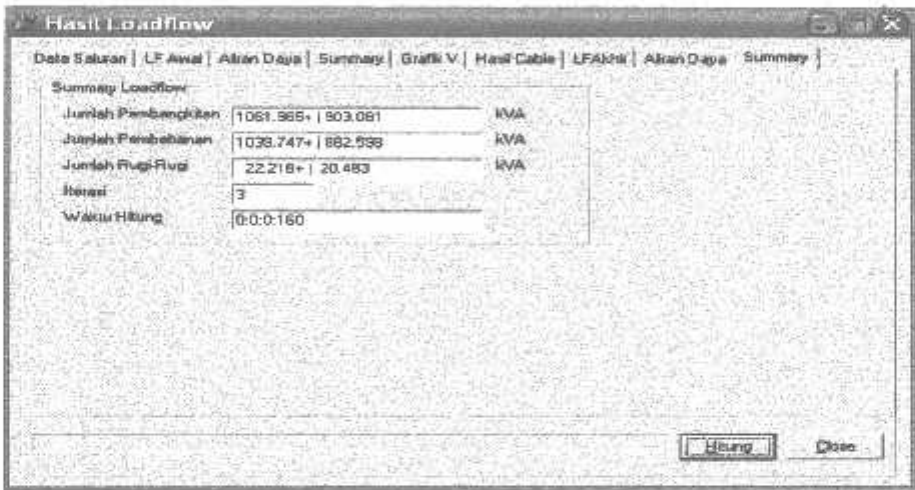 Hasil Loadflow
Data Saluran | LF Awal | Aliran Daya | Summary | Grafik V | Hasil Cable | LFAkhir | Aliran Daya Summary
Summary Loadflow
Jumlah Pembangkitan 1061.965+ j 903.081 kVA
Jumlah Pembebanan 1039.747+ j 882.598 kVA
Jumlah Rugi-Rugi 22.218+ j 20.483 kVA
Iterasi 3
Waktu Hitung 0:0:0:160
Hitung Close